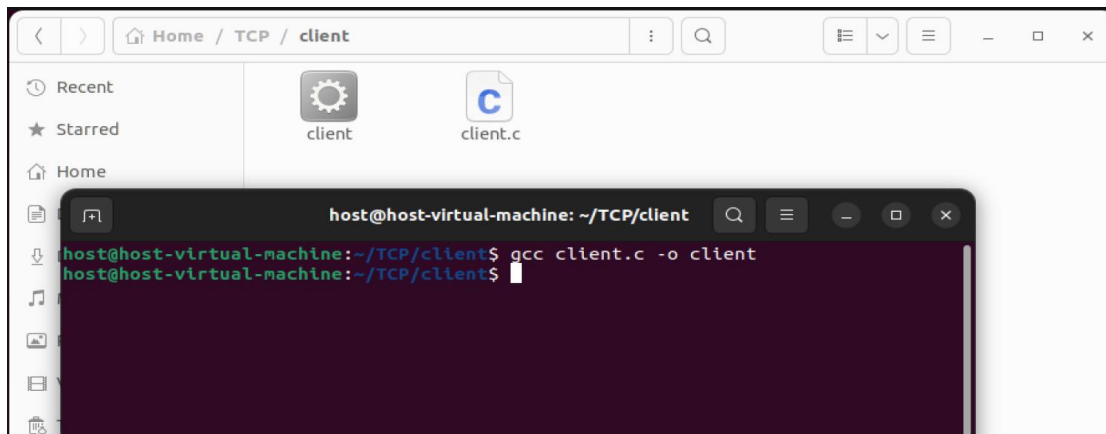 Home / TCP / client
Recent
client
client.c
Starred
Home
host@host-virtual-machine: ~/TCP/client
host@host-virtual-machine:~/TCP/client$ gcc client.c -o client
host@host-virtual-machine:~/TCP/client$